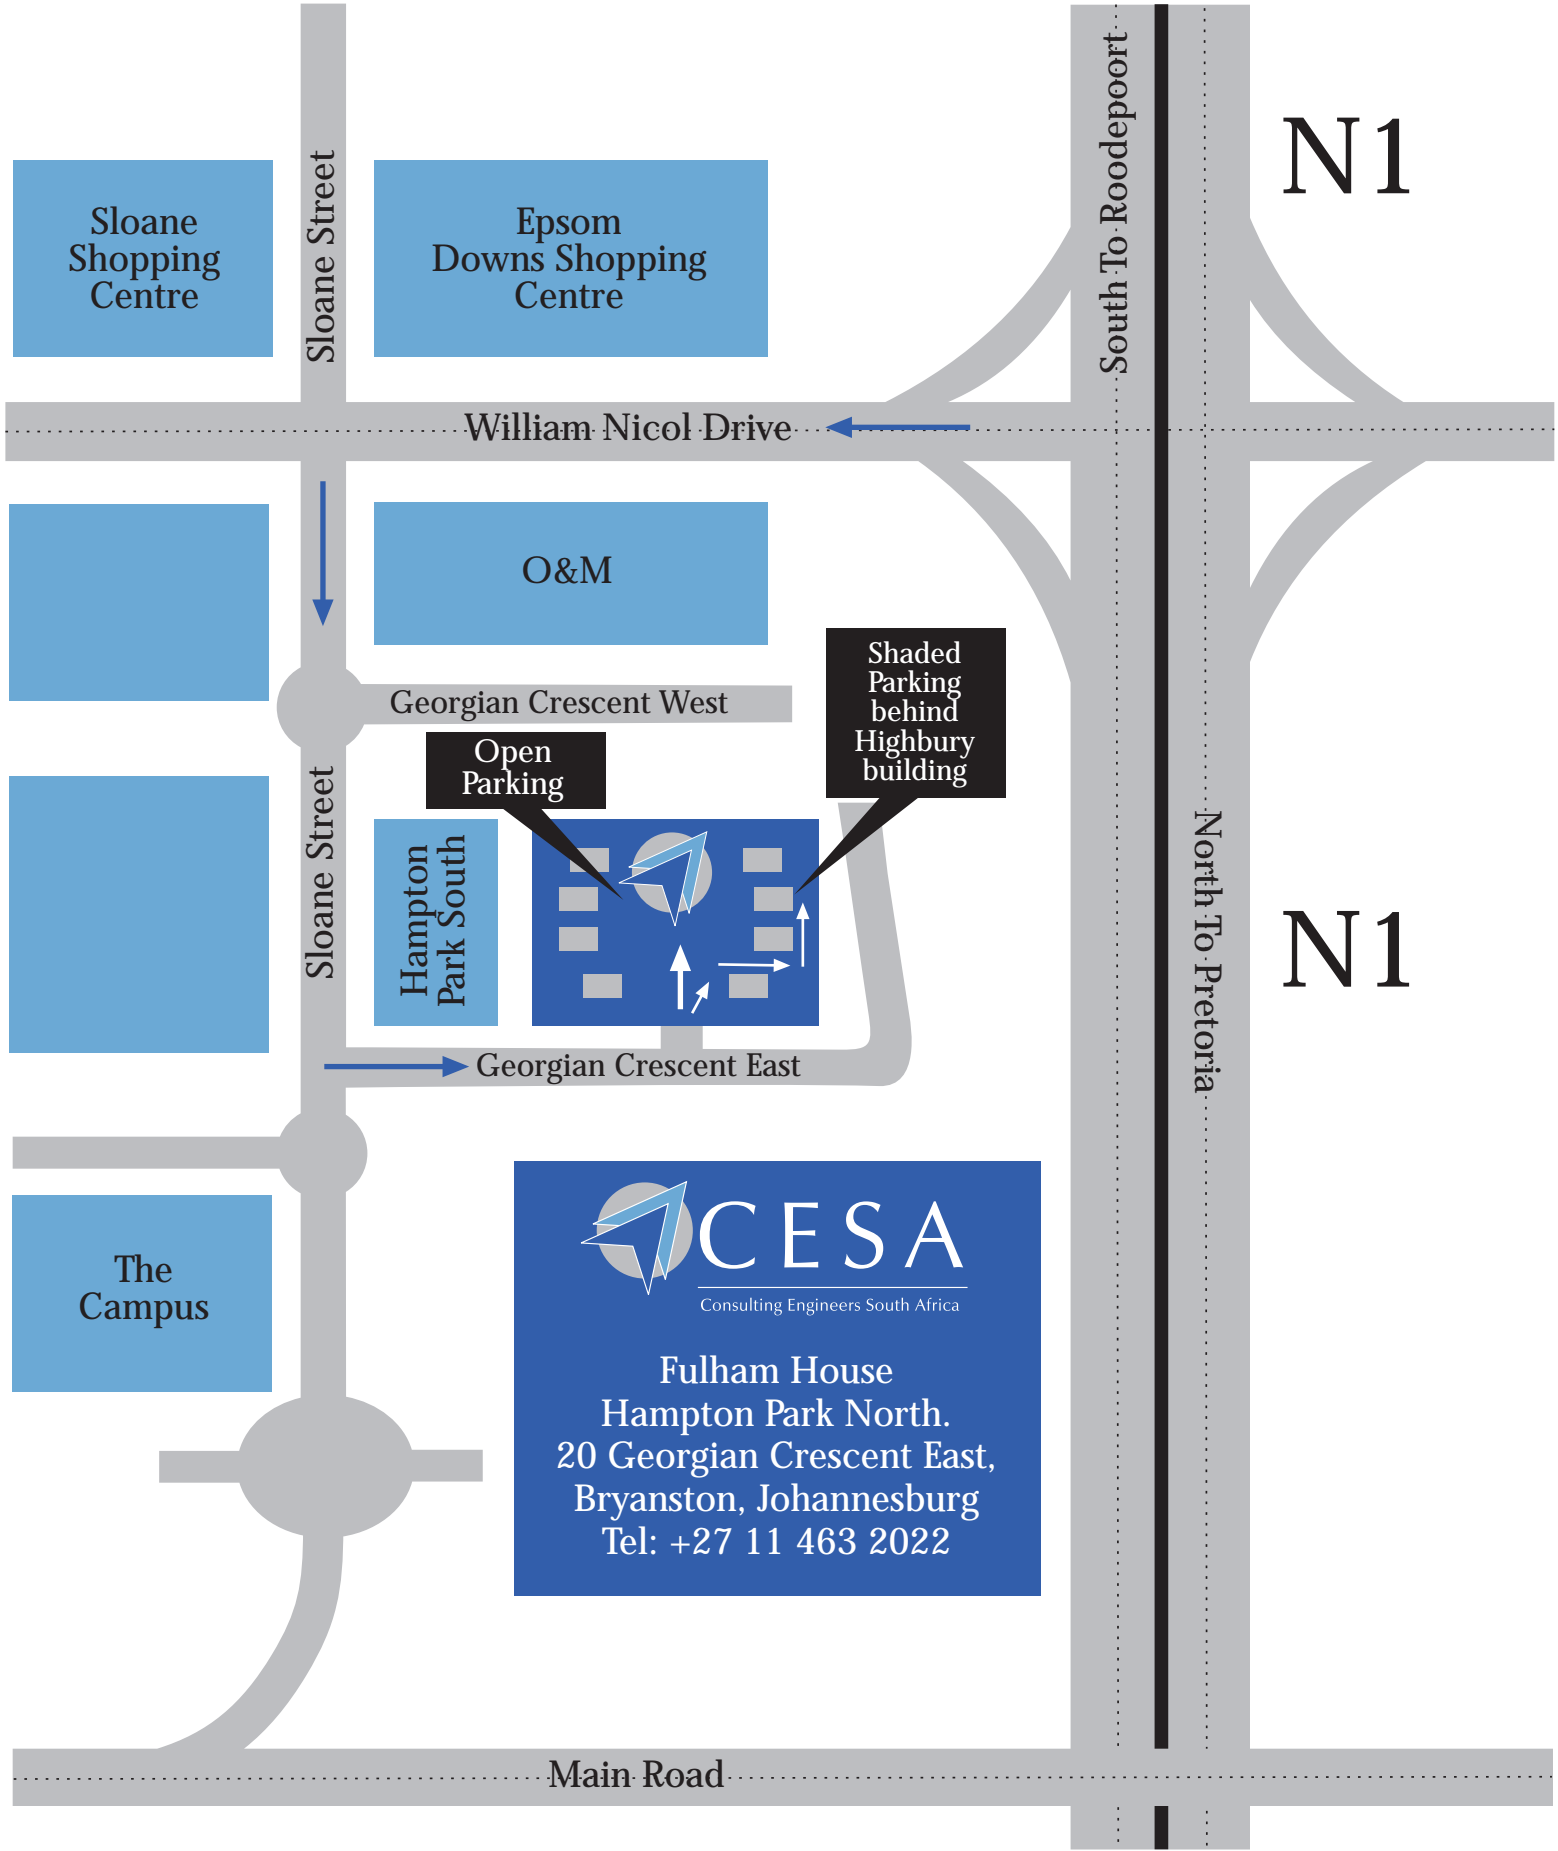 South To Roodepoort
N1
Sloane Street
Sloane
Shopping
Centre
Epsom
Downs Shopping
Centre
William Nicol Drive
O&M
Shaded
Parking
behind
Highbury
building
Georgian Crescent West
Open
Parking
Sloane Street
Hampton
Park South
North To Pretoria
N1
Georgian Crescent East
CESA
Consulting Engineers South Africa
The
Campus
Fulham House
Hampton Park North.
20 Georgian Crescent East,
Bryanston, Johannesburg
Tel: +27 11 463 2022
Main Road